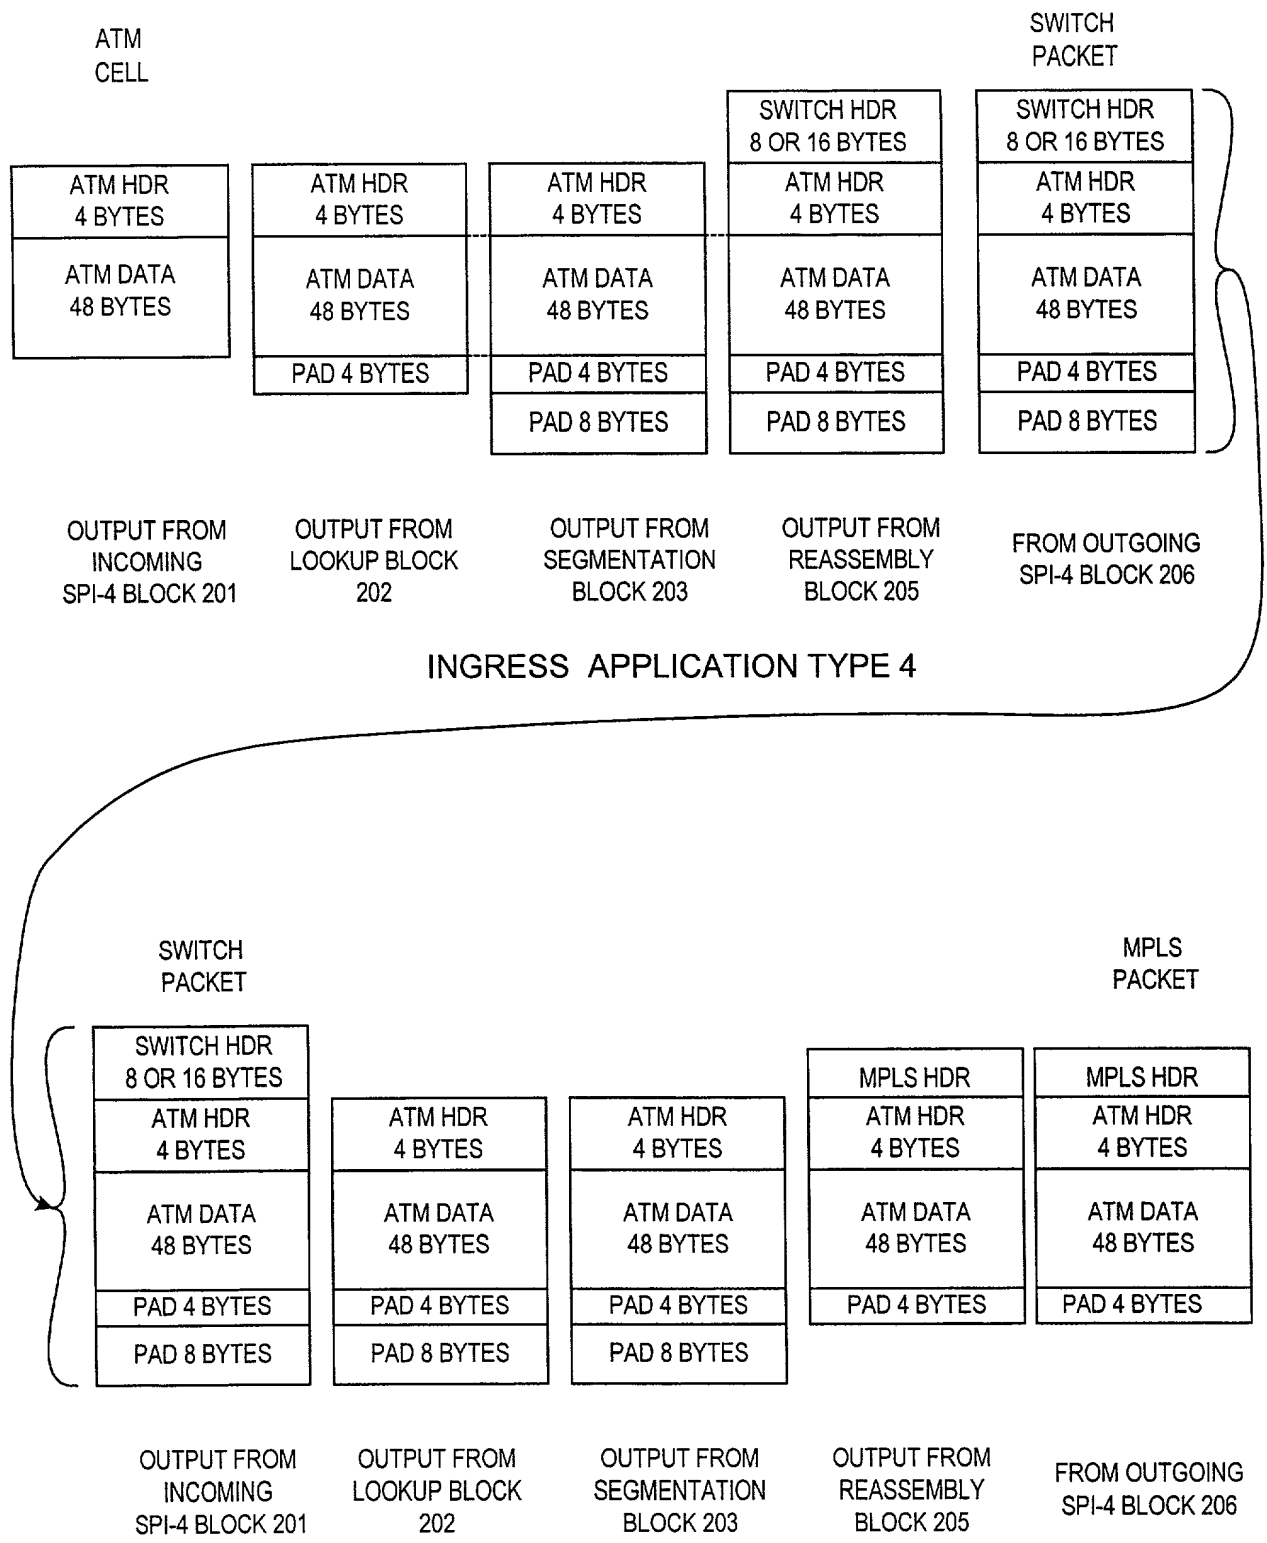 ATM
CELL
SWITCH
PACKET
ATM HDR
4 BYTES
ATM DATA
48 BYTES
ATM HDR
4 BYTES
ATM DATA
48 BYTES
PAD 4 BYTES
ATM HDR
4 BYTES
ATM DATA
48 BYTES
PAD 4 BYTES
PAD 8 BYTES
SWITCH HDR
8 OR 16 BYTES
ATM HDR
4 BYTES
ATM DATA
48 BYTES
PAD 4 BYTES
PAD 8 BYTES
SWITCH HDR
8 OR 16 BYTES
ATM HDR
4 BYTES
ATM DATA
48 BYTES
PAD 4 BYTES
PAD 8 BYTES
OUTPUT FROM
INCOMING
SPI-4 BLOCK 201
OUTPUT FROM
LOOKUP BLOCK
202
OUTPUT FROM
SEGMENTATION
BLOCK 203
OUTPUT FROM
REASSEMBLY
BLOCK 205
FROM OUTGOING
SPI-4 BLOCK 206
INGRESS APPLICATION TYPE 4
SWITCH
PACKET
MPLS
PACKET
SWITCH HDR
8 OR 16 BYTES
ATM HDR
4 BYTES
ATM DATA
48 BYTES
PAD 4 BYTES
PAD 8 BYTES
ATM HDR
4 BYTES
ATM DATA
48 BYTES
PAD 4 BYTES
PAD 8 BYTES
ATM HDR
4 BYTES
ATM DATA
48 BYTES
PAD 4 BYTES
PAD 8 BYTES
MPLS HDR
ATM HDR
4 BYTES
ATM DATA
48 BYTES
PAD 4 BYTES
MPLS HDR
ATM HDR
4 BYTES
ATM DATA
48 BYTES
PAD 4 BYTES
OUTPUT FROM
INCOMING
SPI-4 BLOCK 201
OUTPUT FROM
LOOKUP BLOCK
202
OUTPUT FROM
SEGMENTATION
BLOCK 203
OUTPUT FROM
REASSEMBLY
BLOCK 205
FROM OUTGOING
SPI-4 BLOCK 206